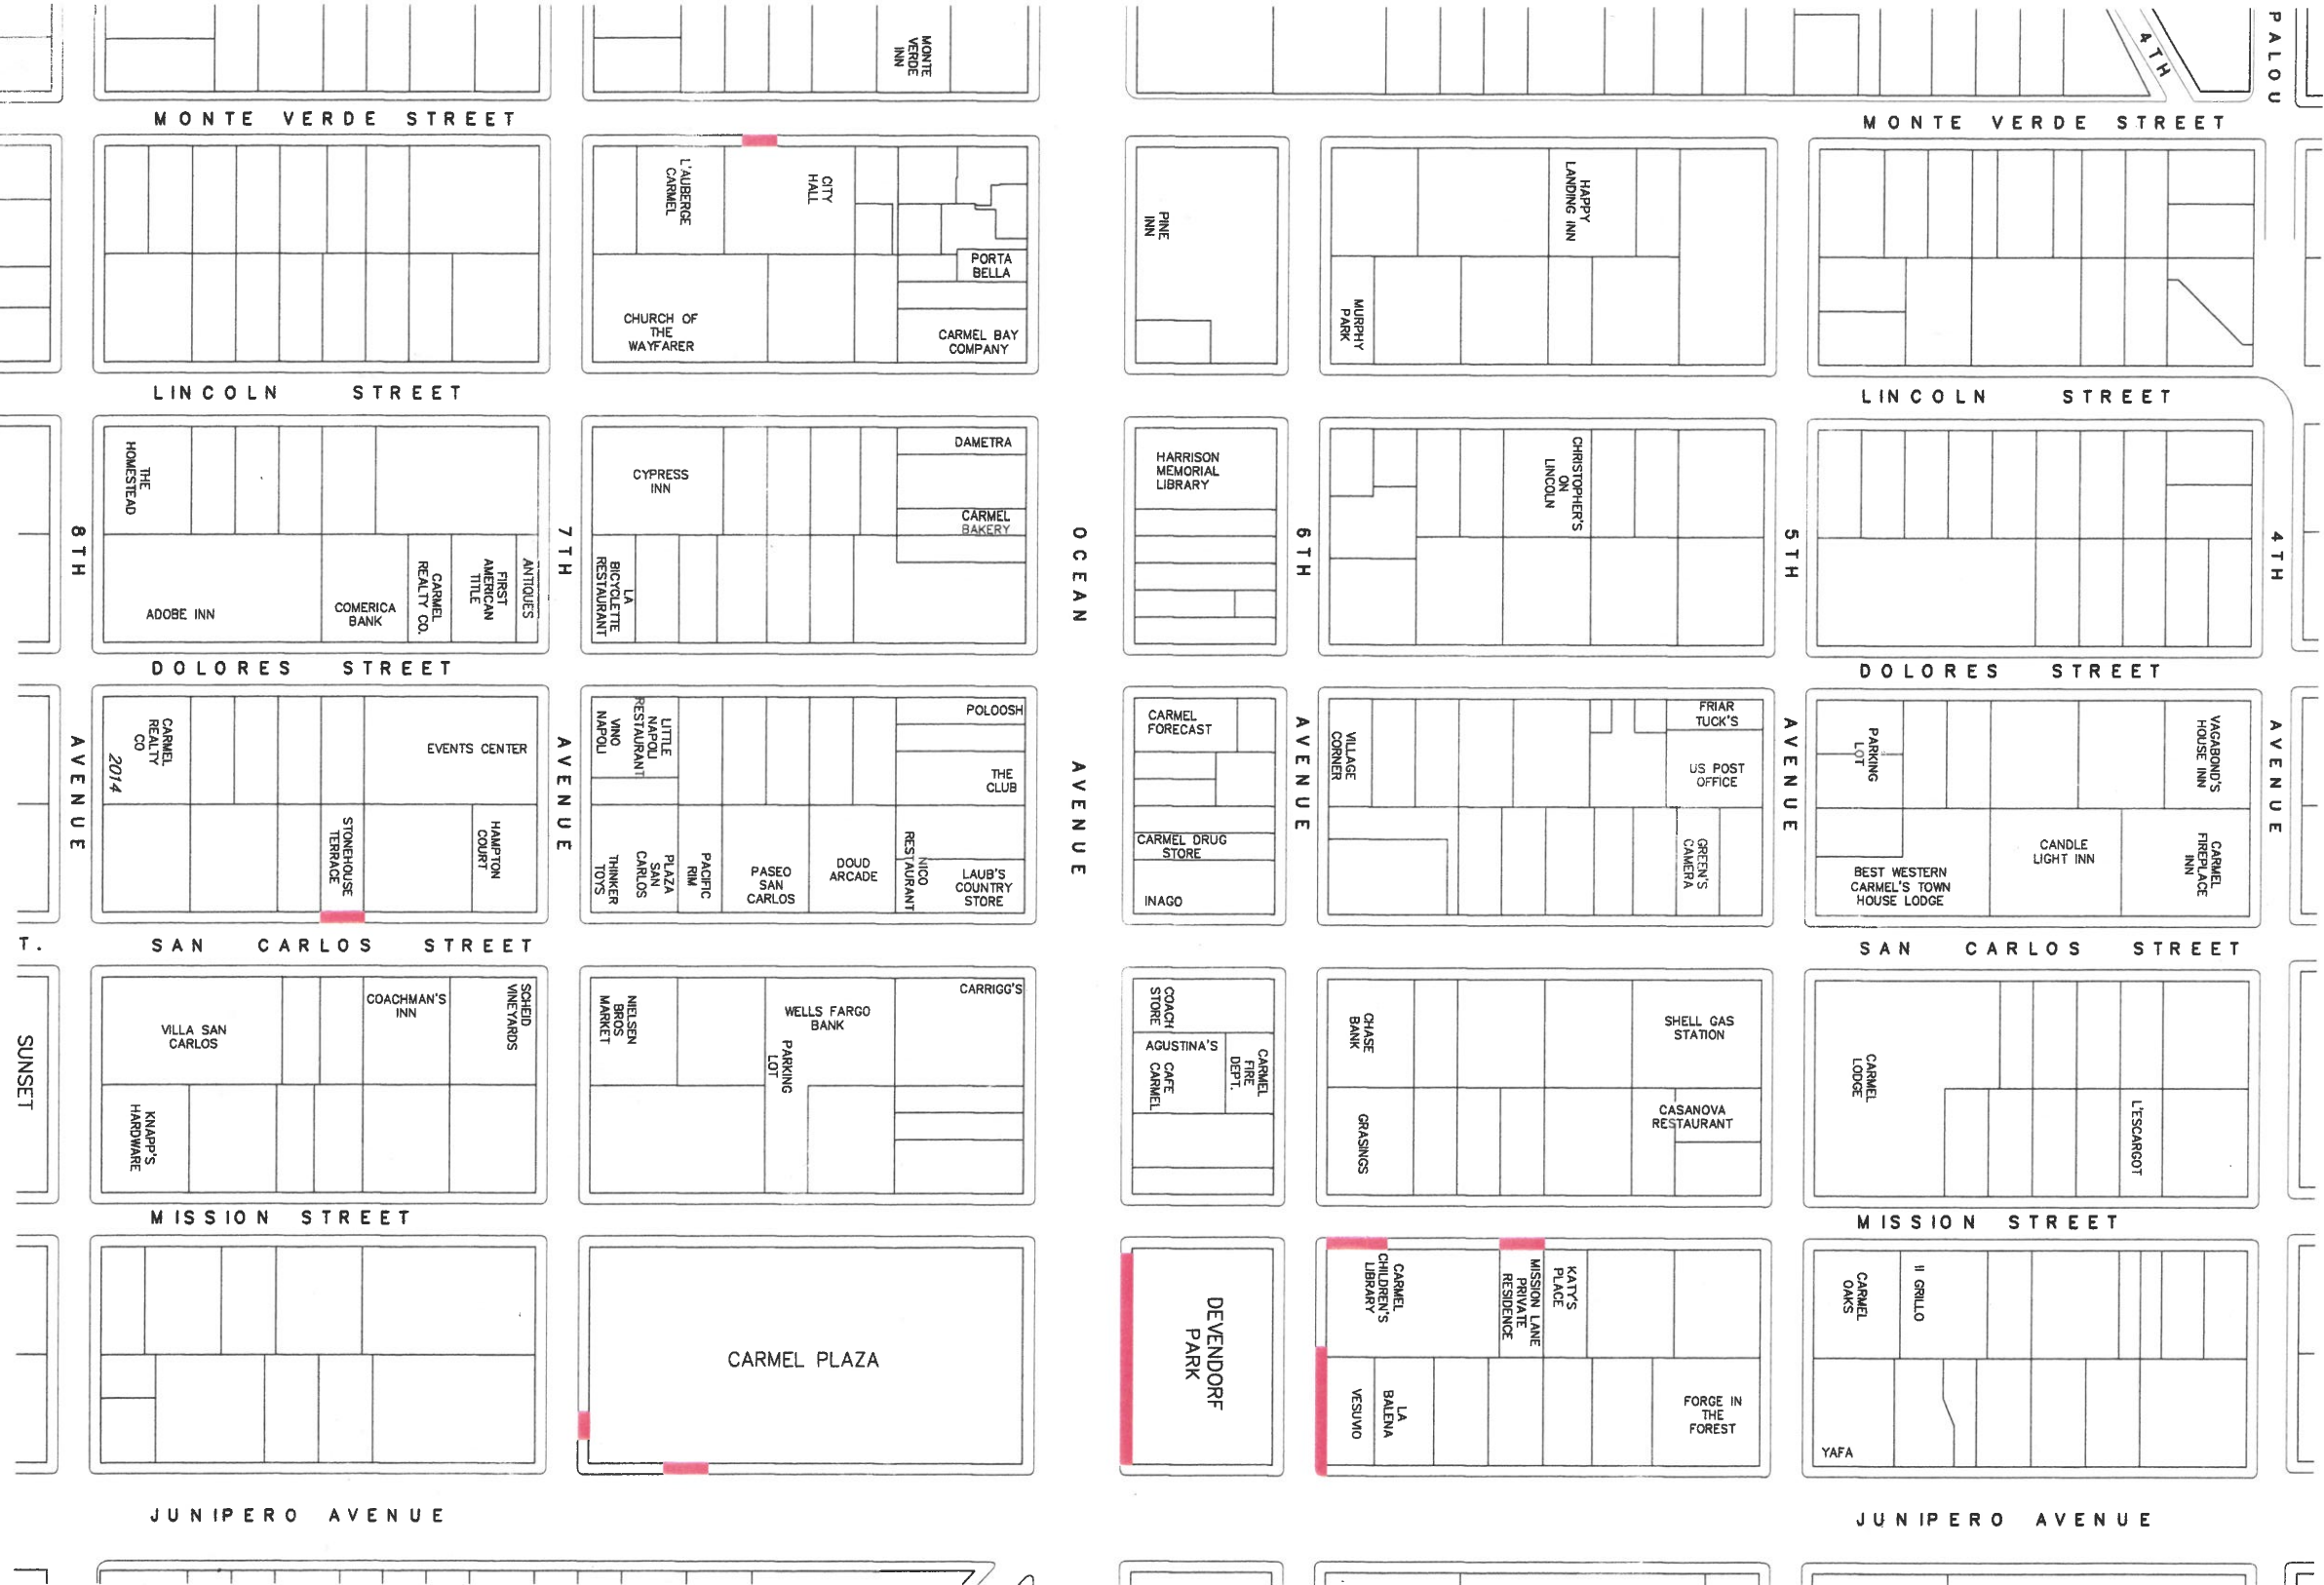 MONTE
VERDE
INN
4TH
PALOU
MONTE VERDE STREET
MONTE VERDE STREET
L'AUBERGE
CARMEL
CITY
HALL
PORTA
BELLA
CHURCH OF
THE
WAYFARER
CARMEL BAY
COMPANY
PINE
INN
MURPHY
PARK
HAPPY
LANDING INN
LINCOLN STREET
LINCOLN STREET
THE
HOMESTEAD
ADOBE INN
COMERICA
BANK
CARMEL
REALTY CO.
FIRST
AMERICAN
TITLE
ANTIQUES
CYPRESS
INN
LA
BICYCLETTE
RESTAURANT
DAMETRA
CARMEL
BAKERY
HARRISON
MEMORIAL
LIBRARY
CHRISTOPHER'S
ON
LINCOLN
8TH
AVENUE
7TH
AVENUE
OCEAN
AVENUE
6TH
AVENUE
5TH
AVENUE
4TH
AVENUE
DOLORES STREET
DOLORES STREET
CARMEL
REALTY
CO
2014
EVENTS CENTER
STONEHOUSE
TERRACE
HAMPTON
COURT
VINO
NAPOLI
LITTLE
NAPOLI
RESTAURANT
POLOOSH
THE
CLUB
THINKER
TOYS
PLAZA
SAN
CARLOS
PACIFIC
RIM
PASEO
SAN
CARLOS
DOUD
ARCADE
NICO
RESTAURANT
LAUB'S
COUNTRY
STORE
CARMEL
FORECAST
CARMEL DRUG
STORE
INAGO
VILLAGE
CORNER
FRIAR
TUCK'S
US POST
OFFICE
GREEN'S
CAMERA
PARKING
LOT
VAGABOND'S
HOUSE INN
BEST WESTERN
CARMEL'S TOWN
HOUSE LODGE
CANDLE
LIGHT INN
CARMEL
FIREPLACE
INN
T.
SAN CARLOS STREET
SAN CARLOS STREET
SUNSET
VILLA SAN
CARLOS
COACHMAN'S
INN
SCHEID
VINEYARDS
KNAPP'S
HARDWARE
NIELSEN
BROS
MARKET
WELLS FARGO
BANK
PARKING
LOT
CARRIGG'S
COACH
STORE
AGUSTINA'S
CAFE
CARMEL
CARMEL
FIRE
DEPT.
CHASE
BANK
GRASINGS
SHELL GAS
STATION
CASANOVA
RESTAURANT
CARMEL
LODGE
L'ESCARGOT
MISSION STREET
MISSION STREET
CARMEL PLAZA
DEVENDORF
PARK
CARMEL
CHILDREN'S
LIBRARY
MISSION LANE
PRIVATE
RESIDENCE
KATY'S
PLACE
VESUVIO
LA
BALENA
FORGE IN
THE
FOREST
CARMEL
OAKS
Il GRILLO
YAFA
JUNIPERO AVENUE
JUNIPERO AVENUE